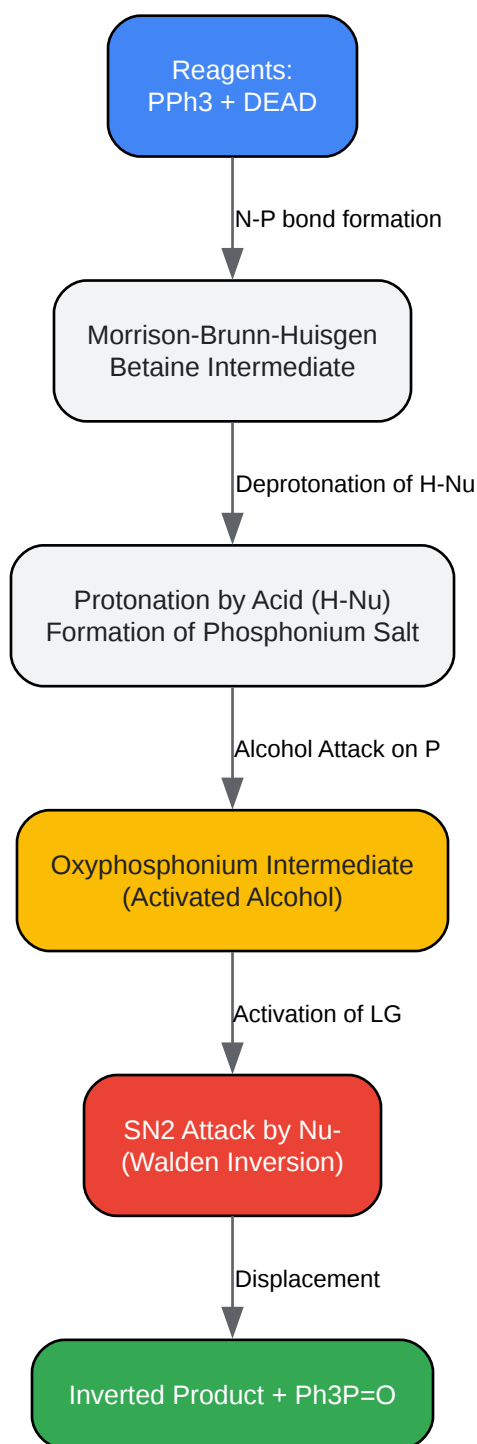 Reagents:
PPh3 + DEAD
N-P bond formation
Morrison-Brunn-Huisgen
Betaine Intermediate
Deprotonation of H-Nu
Protonation by Acid (H-Nu)
Formation of Phosphonium Salt
Alcohol Attack on P
Oxyphosphonium Intermediate
(Activated Alcohol)
Activation of LG
SN2 Attack by Nu-
(Walden Inversion)
Displacement
Inverted Product + Ph3P=O